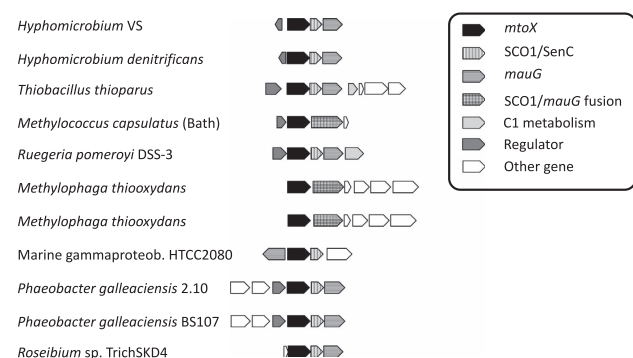 Hyphomicrobium VS
Hyphomicrobium denitrificans
Thiobacillus thioparus
Methylococcus capsulatus (Bath)
Ruegeria pomeroyi DSS-3
Methylophaga thiooxydans
Methylophaga thiooxydans
Marine gammaproteob. HTCC2080
Phaeobacter galleaciensis 2.10
Phaeobacter galleaciensis BS107
Roseibium sp. TrichSKD4
mtoX
SCO1/SenC
mauG
SCO1/mauG fusion
C1 metabolism
Regulator
Other gene